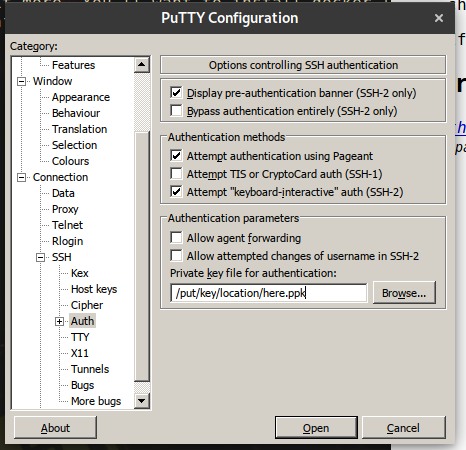 PuTTY Configuration
Category:
Features
Window
Appearance
Behaviour
Translation
Selection
Colours
Connection
Data
Proxy
Telnet
Rlogin
SSH
Kex
Host keys
Cipher
Auth
TTY
X11
Tunnels
Bugs
More bugs
Options controlling SSH authentication
Display pre-authentication banner (SSH-2 only)
Bypass authentication entirely (SSH-2 only)
Authentication methods
Attempt authentication using Pageant
Attempt TIS or CryptoCard auth (SSH-1)
Attempt "keyboard-interactive" auth (SSH-2)
Authentication parameters
Allow agent forwarding
Allow attempted changes of username in SSH-2
Private key file for authentication:
/put/key/location/here.ppk
Browse...
About
Open
Cancel